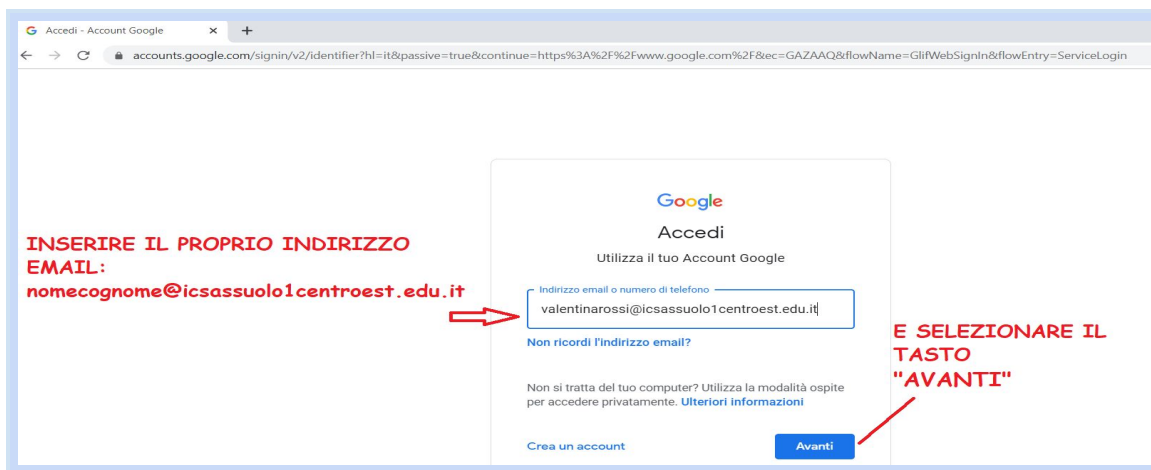 Accedi - Account Google
accounts.google.com/signin/v2/identifier?hl=it&passive=true&continue=https%3A%2F%2Fwww.google.com%2F&ec=GAZAAQ&flowName=GlifWebSignIn&flowEntry=ServiceLogin
Google
Accedi
Utilizza il tuo Account Google
INSERIRE IL PROPRIO INDIRIZZO
EMAIL:
nomecognome@icsassuolo1centroest.edu.it
Indirizzo email o numero di telefono
valentinarossi@icsassuolo1centroest.edu.it
Non ricordi l'indirizzo email?
E SELEZIONARE IL
TASTO
"AVANTI"
Non si tratta del tuo computer? Utilizza la modalità ospite
per accedere privatamente. Ulteriori informazioni
Crea un account
Avanti